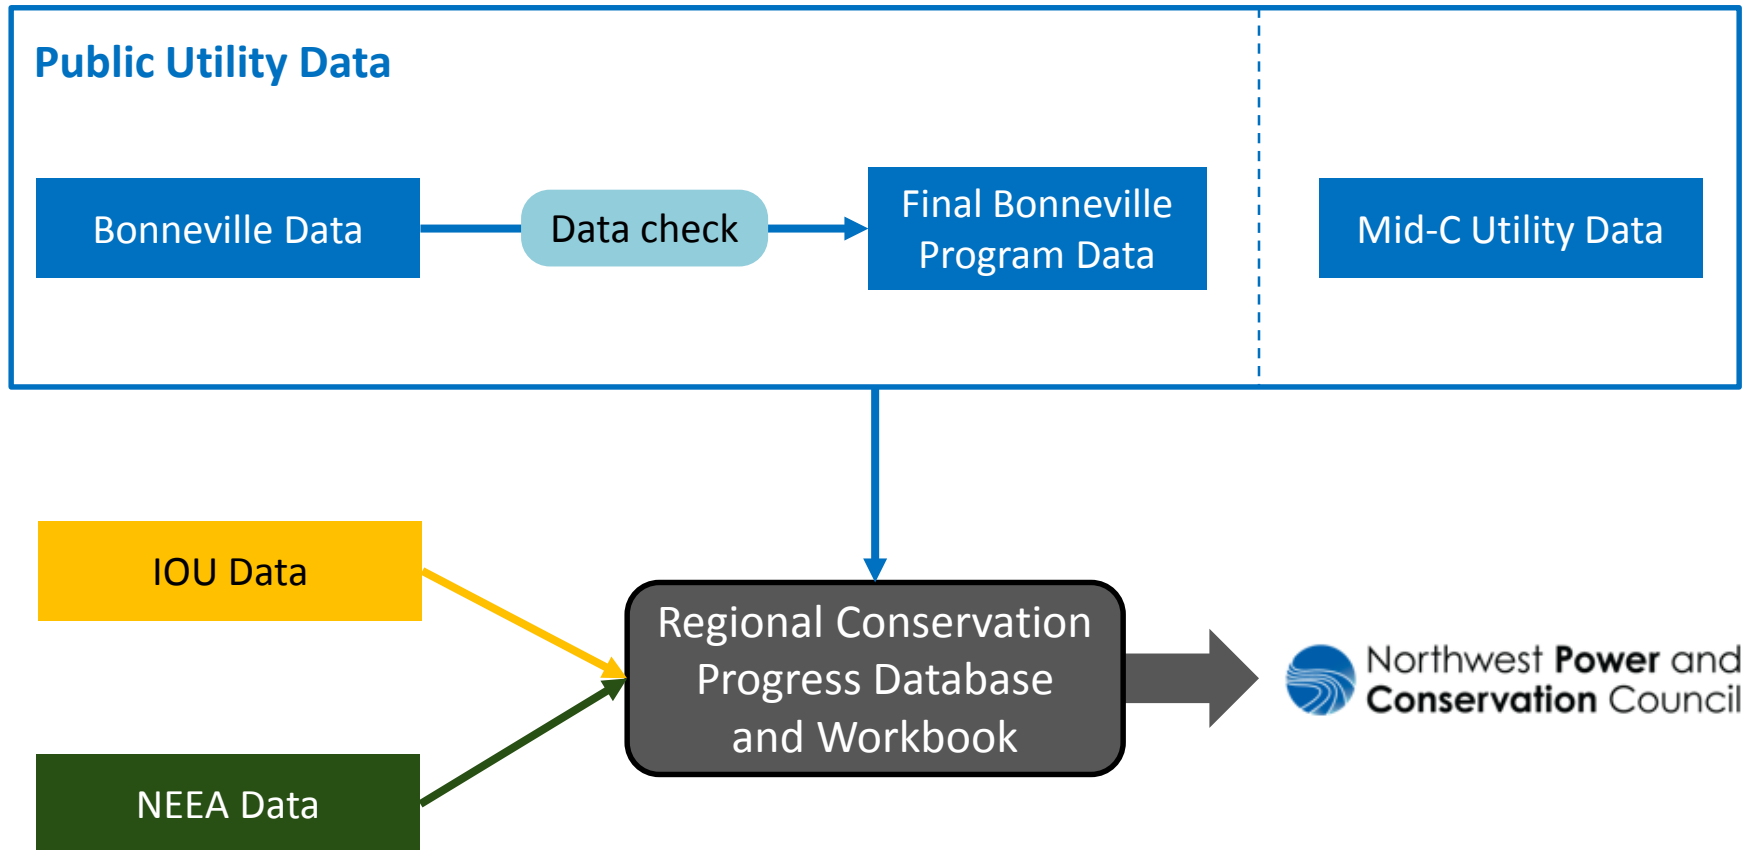 Public Utility Data
Bonneville Data
Data check
Final Bonneville
Program Data
Mid-C Utility Data
IOU Data
NEEA Data
Regional Conservation
Progress Database
and Workbook
Northwest Power and
Conservation Council